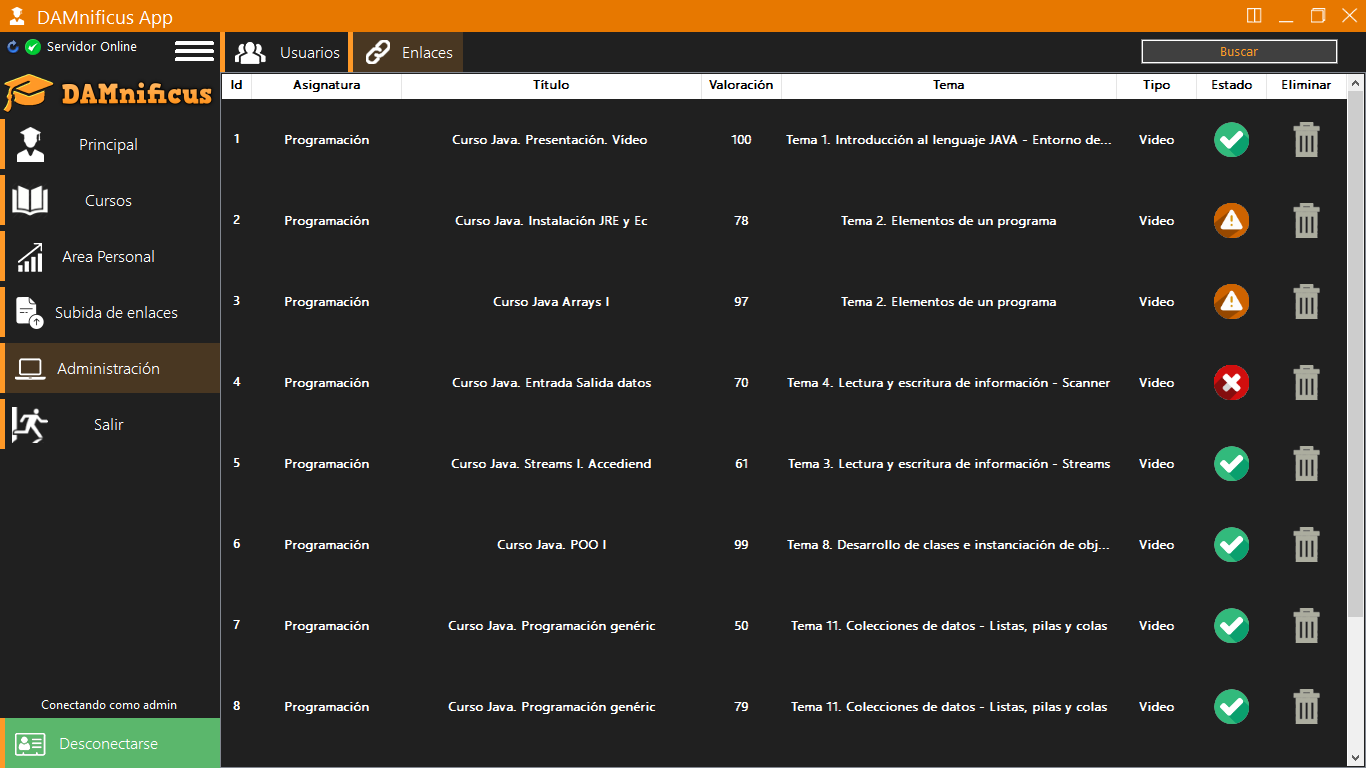 DAMnificus App
Servidor Online
DAMnificus
Principal
Cursos
Area Personal
Subida de enlaces
Administración
Salir
Conectando como admin
Desconectarse
Usuarios Enlaces Buscar
Id Asignatura Título Valoración Tema Tipo Estado Eliminar
1 Programación Curso Java. Presentación. Vídeo 100 Tema 1. Introducción al lenguaje JAVA - Entorno de... Video
2 Programación Curso Java. Instalación JRE y Ec 78 Tema 2. Elementos de un programa Video
3 Programación Curso Java Arrays I 97 Tema 2. Elementos de un programa Video
4 Programación Curso Java. Entrada Salida datos 70 Tema 4. Lectura y escritura de información - Scanner Video
5 Programación Curso Java. Streams I. Accediend 61 Tema 3. Lectura y escritura de información - Streams Video
6 Programación Curso Java. POO I 99 Tema 8. Desarrollo de clases e instanciación de obj... Video
7 Programación Curso Java. Programación genéric 50 Tema 11. Colecciones de datos - Listas, pilas y colas Video
8 Programación Curso Java. Programación genéric 79 Tema 11. Colecciones de datos - Listas, pilas y colas Video